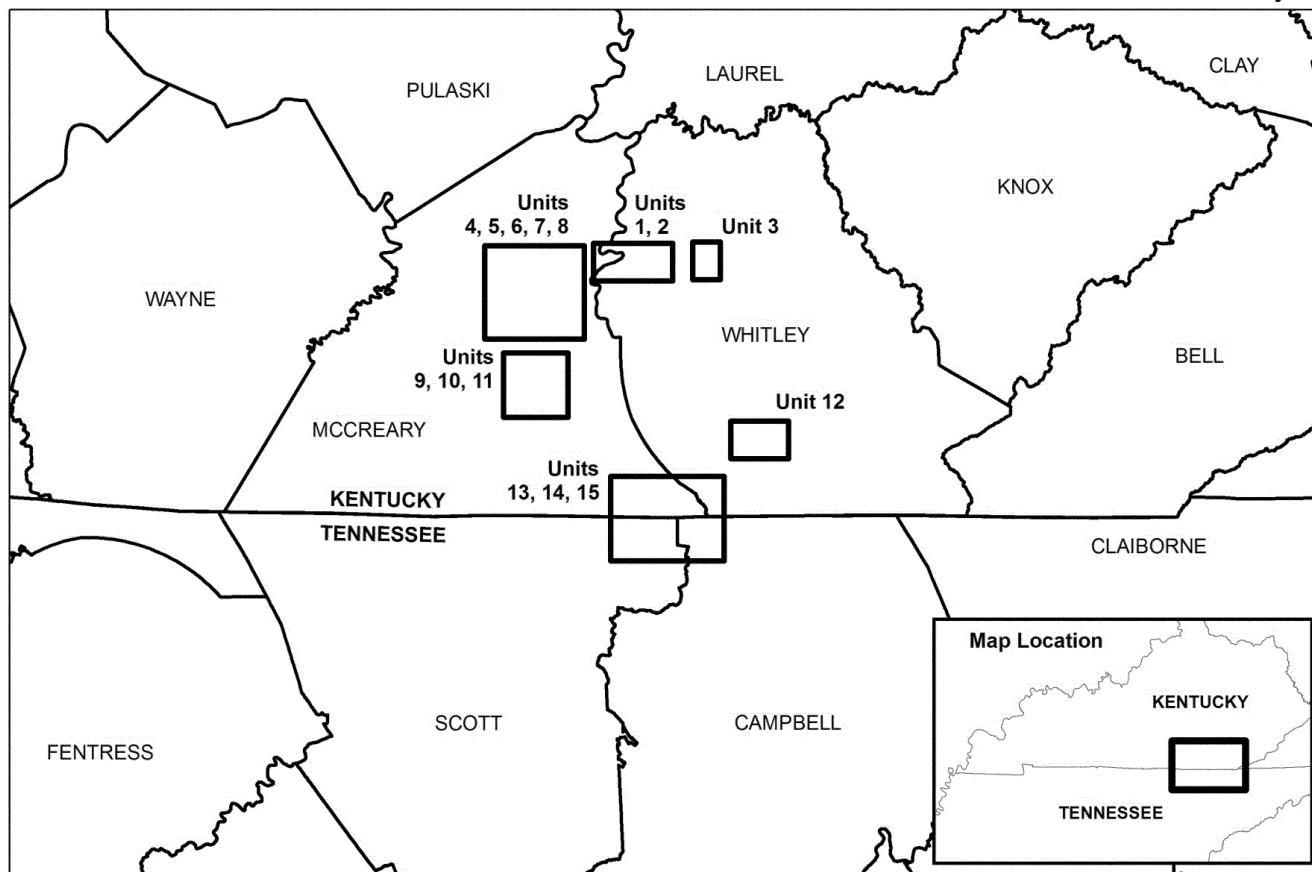 LAUREL
CLAY
PULASKI
KNOX
Units
4, 5, 6, 7, 8
Units
1, 2
Unit 3
WAYNE
WHITLEY
BELL
Units
9, 10, 11
Unit 12
MCCREARY
Units
13, 14, 15
KENTUCKY
TENNESSEE
CLAIBORNE
Map Location
KENTUCKY
TENNESSEE
SCOTT
CAMPBELL
FENTRESS